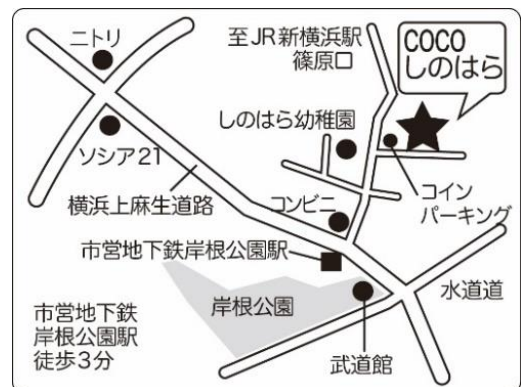 ニトリ
至JR新横浜駅
篠原口
COCO
しのはら
しのはら幼稚園
ソシア21
コイン
パーキング
横浜上麻生道路
コンビニ
市営地下鉄岸根公園駅
水道道
岸根公園
市営地下鉄
岸根公園駅
徒歩3分
武道館